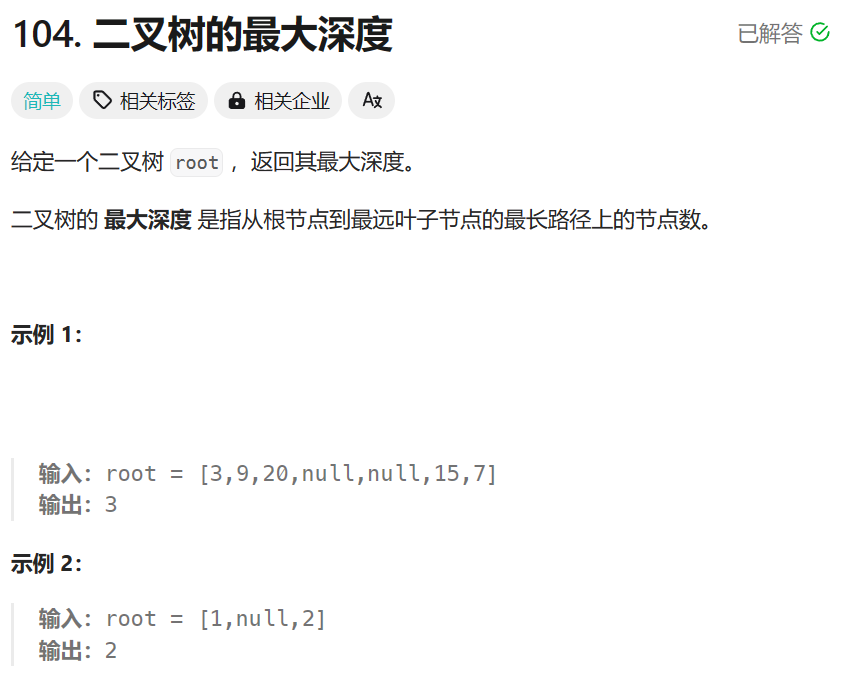 104. 二叉树的最大深度
已解答
简单 相关标签 相关企业 Ax
给定一个二叉树 root ，返回其最大深度。
二叉树的 最大深度 是指从根节点到最远叶子节点的最长路径上的节点数。
示例 1：
输入：root = [3,9,20,null,null,15,7]
输出：3
示例 2：
输入：root = [1,null,2]
输出：2